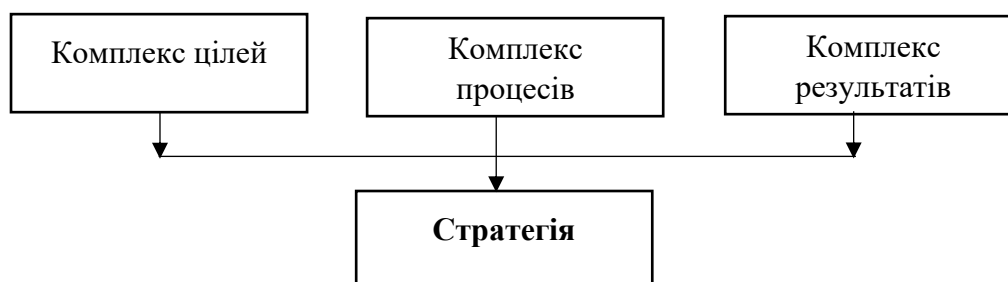 Комплекс цілей
Комплекс
процесів
Комплекс
результатів
Стратегія